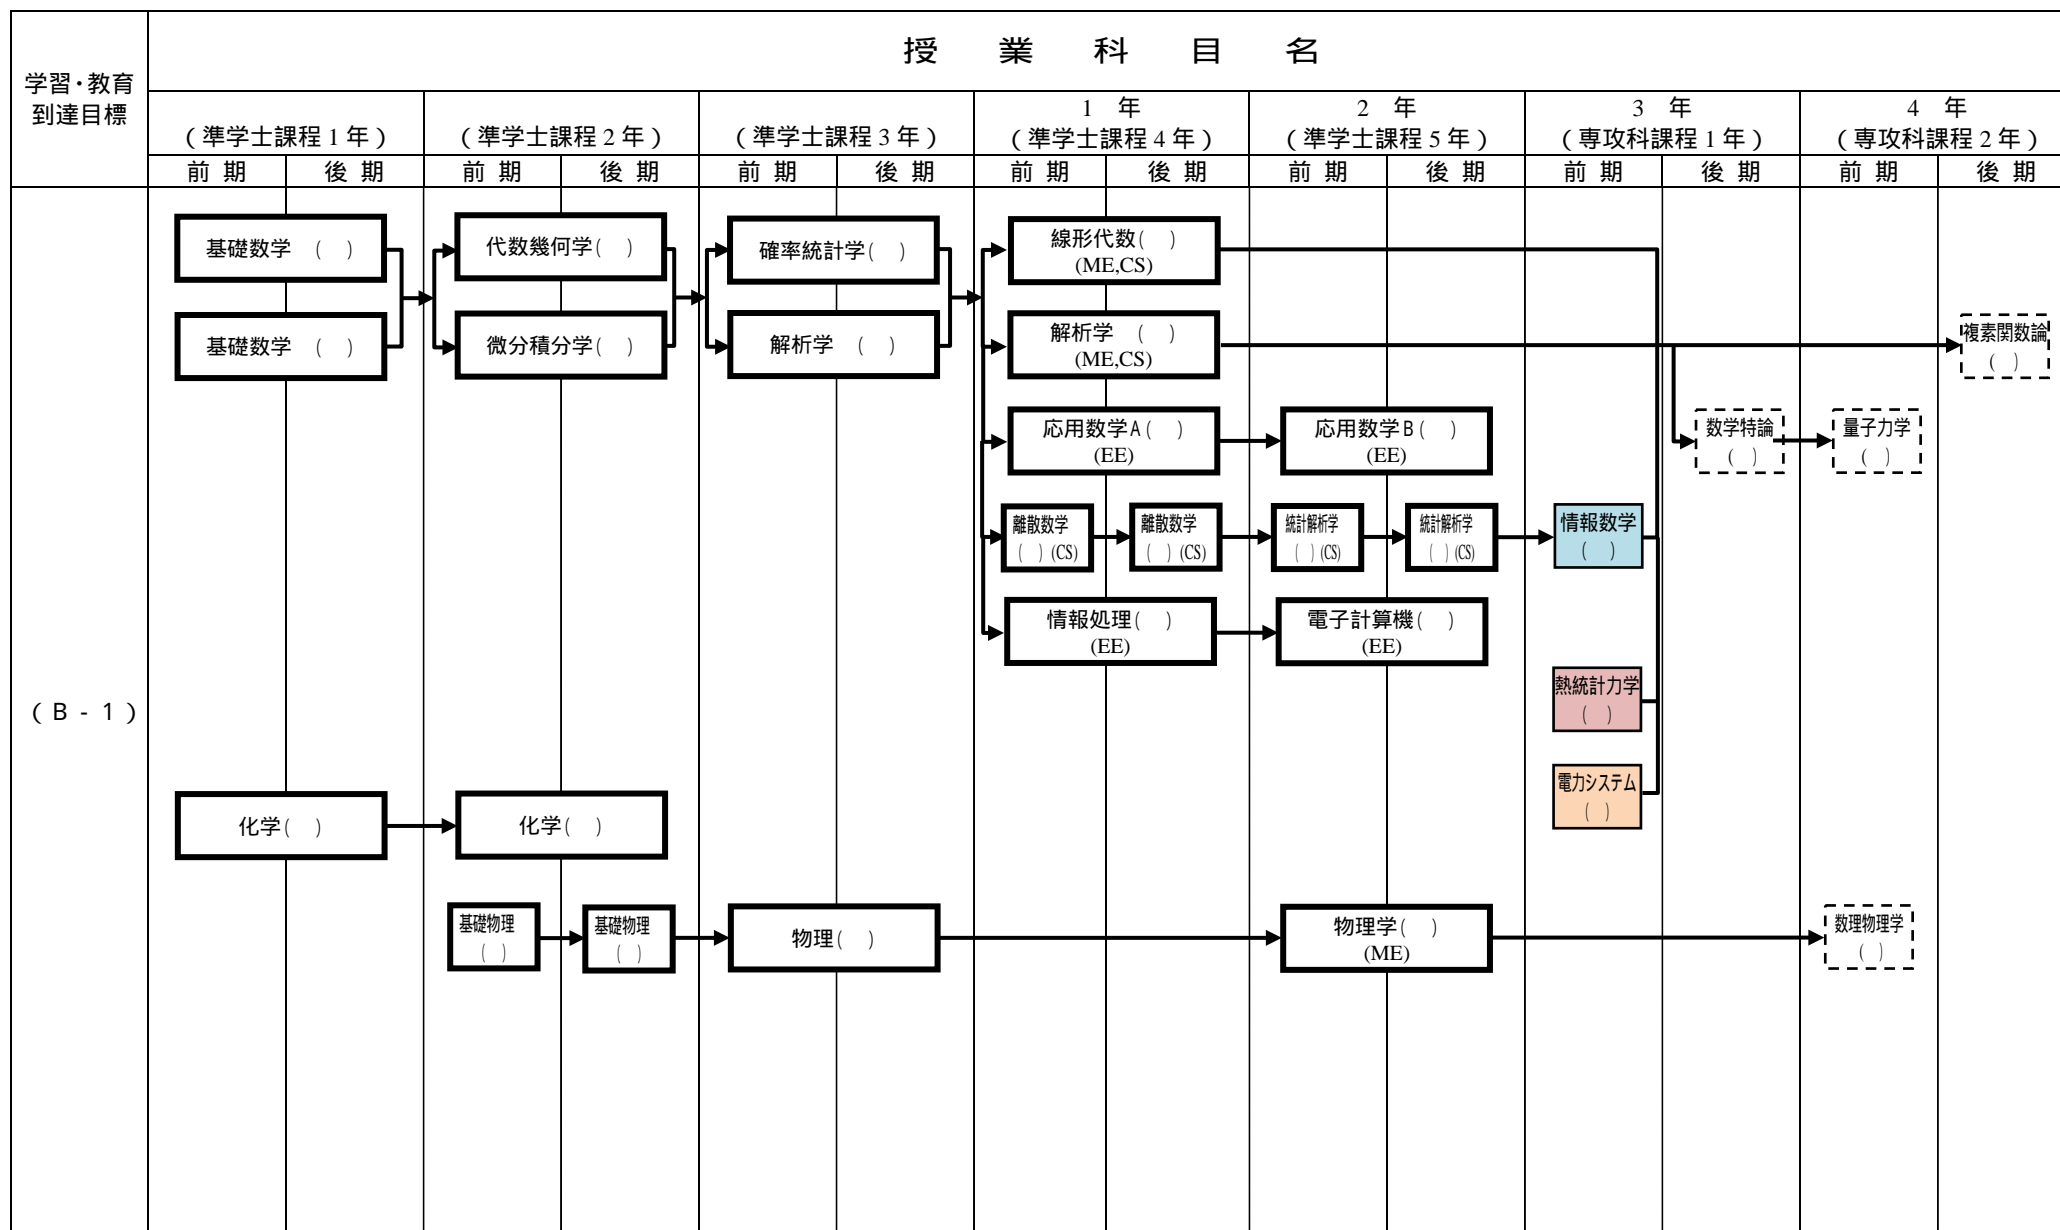 学習・教育
到達目標
授 業 科 目 名
(準学士課程 1 年)
(準学士課程 2 年)
(準学士課程 3 年)
1 年
(準学士課程 4 年)
2 年
(準学士課程 5 年)
3 年
(専攻科課程 1 年)
4 年
(専攻科課程 2 年)
前 期
後 期
前 期
後 期
前 期
後 期
前 期
後 期
前 期
後 期
前 期
後 期
前 期
後 期
(B-1)
基礎数学 ( )
代数幾何学( )
確率統計学( )
線形代数( )
(ME,CS)
基礎数学 ( )
微分積分学( )
解析学 ( )
解析学 ( )
(ME,CS)
複素関数論
( )
応用数学A( )
(EE)
応用数学B( )
(EE)
数学特論
( )
量子力学
( )
離散数学
( ) (CS)
離散数学
( ) (CS)
統計解析学
( ) (CS)
統計解析学
( ) (CS)
情報数学
( )
情報処理( )
(EE)
電子計算機( )
(EE)
熱統計力学
( )
電力システム
( )
化学( )
化学( )
基礎物理
( )
基礎物理
( )
物理( )
物理学( )
(ME)
数理物理学
( )